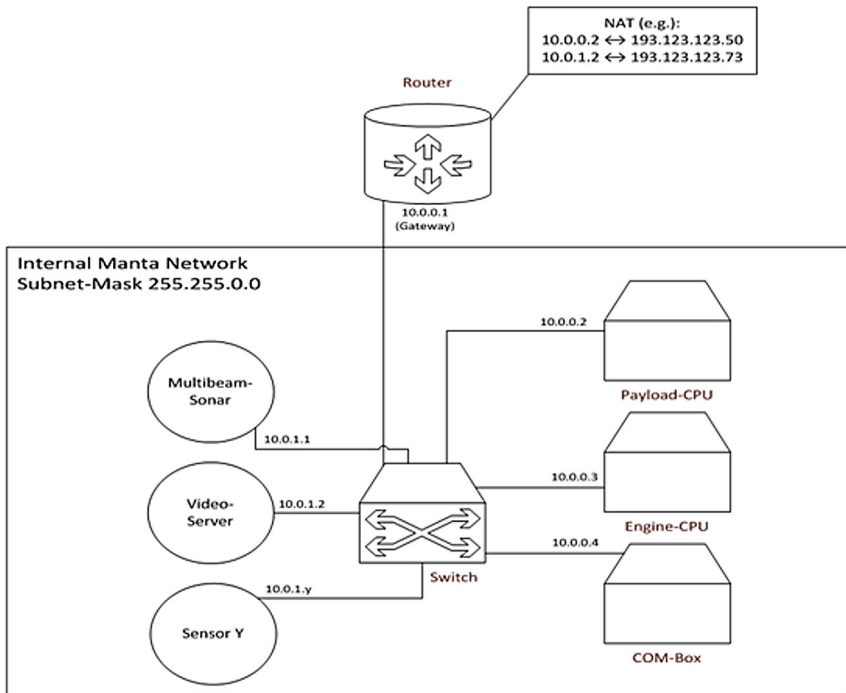 NAT (e.g.):
10.0.0.2 ↔ 193.123.123.50
10.0.1.2 ↔ 193.123.123.73
Router
10.0.0.1
(Gateway)
Internal Manta Network
Subnet-Mask 255.255.0.0
10.0.0.2
Payload-CPU
Multibeam-
Sonar
10.0.1.1
Video-
Server
10.0.1.2
10.0.0.3
Engine-CPU
10.0.0.4
Switch
10.0.1.y
Sensor Y
COM-Box